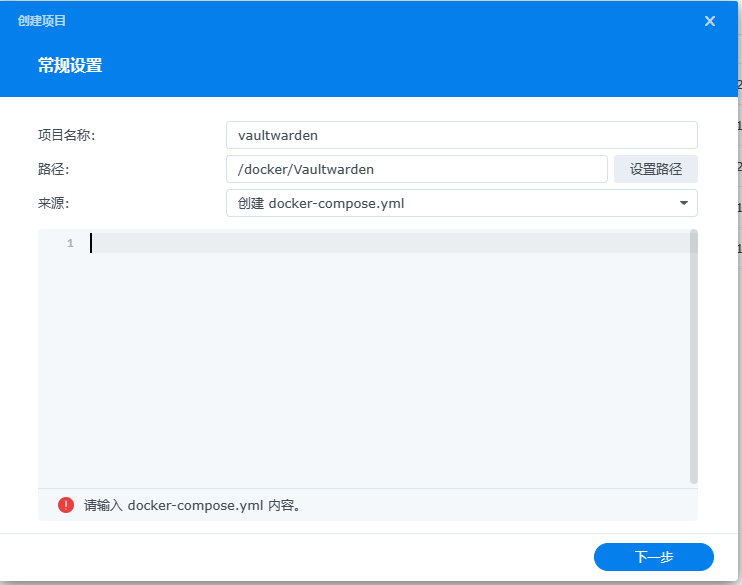 创建项目
常规设置
项目名称:
vaultwarden
路径:
/docker/Vaultwarden
设置路径
来源:
创建 docker-compose.yml
1
请输入 docker-compose.yml 内容。
下一步